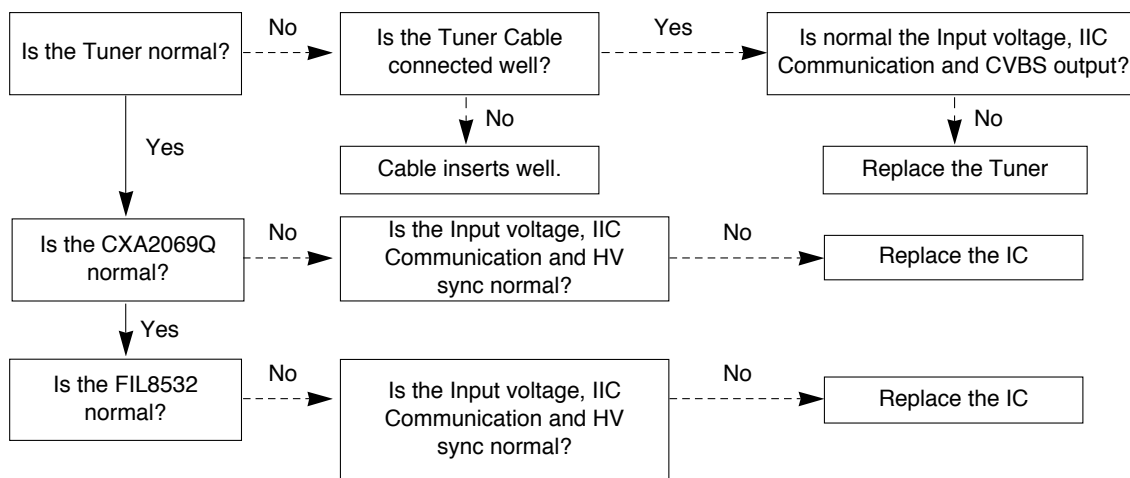 Is the Tuner normal?
No
Is the Tuner Cable
connected well?
Yes
Is normal the Input voltage, IIC
Communication and CVBS output?
Yes
No
Cable inserts well.
No
Replace the Tuner
Is the CXA2069Q
normal?
No
Is the Input voltage, IIC
Communication and HV
sync normal?
No
Replace the IC
Yes
Is the FIL8532
normal?
No
Is the Input voltage, IIC
Communication and HV
sync normal?
No
Replace the IC